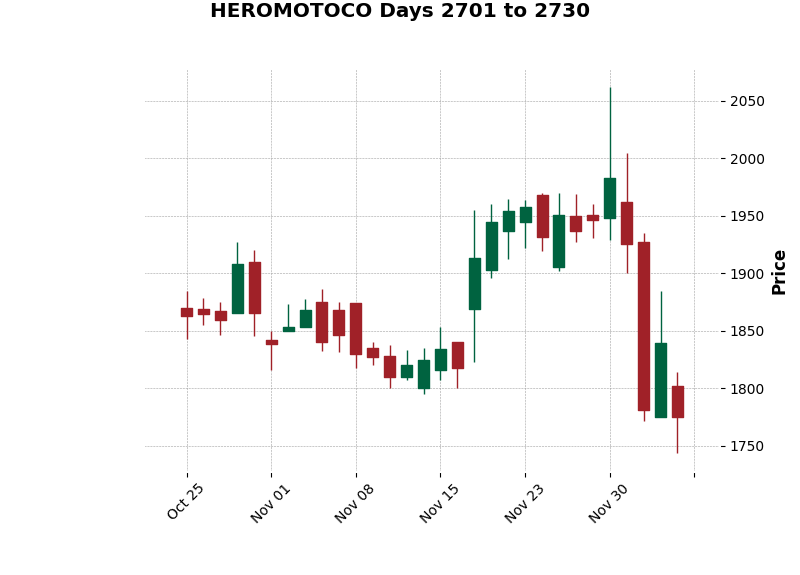 HEROMOTOCO Days 2701 to 2730
2050
2000
1950
1900
1850
1800
1750
Price
Oct 25
Nov 01
Nov 08
Nov 15
Nov 23
Nov 30